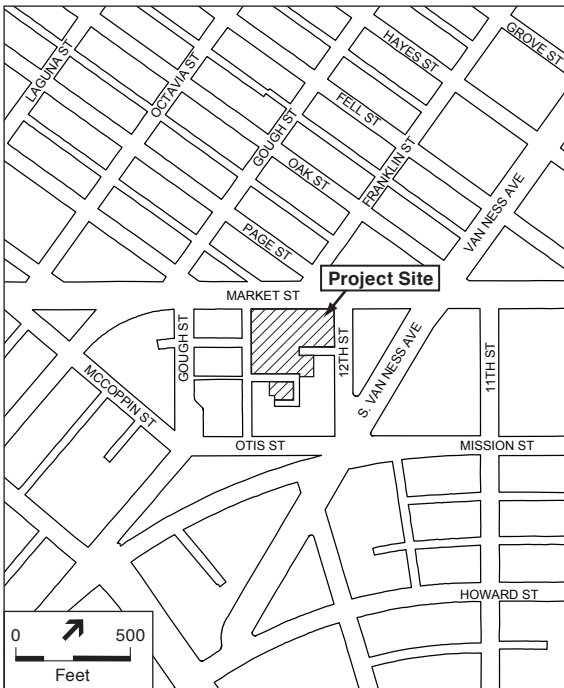 GROVE ST
HAYES ST
LAGUNA ST
OCTAVIA ST
FELL ST
GOUGH ST
FRANKLIN ST
OAK ST
VAN NESS AVE
PAGE ST
Project Site
MARKET ST
GOUGH ST
12TH ST
S. VAN NESS AVE
11TH ST
MCCOPPIN ST
OTIS ST
MISSION ST
HOWARD ST
0 500
Feet